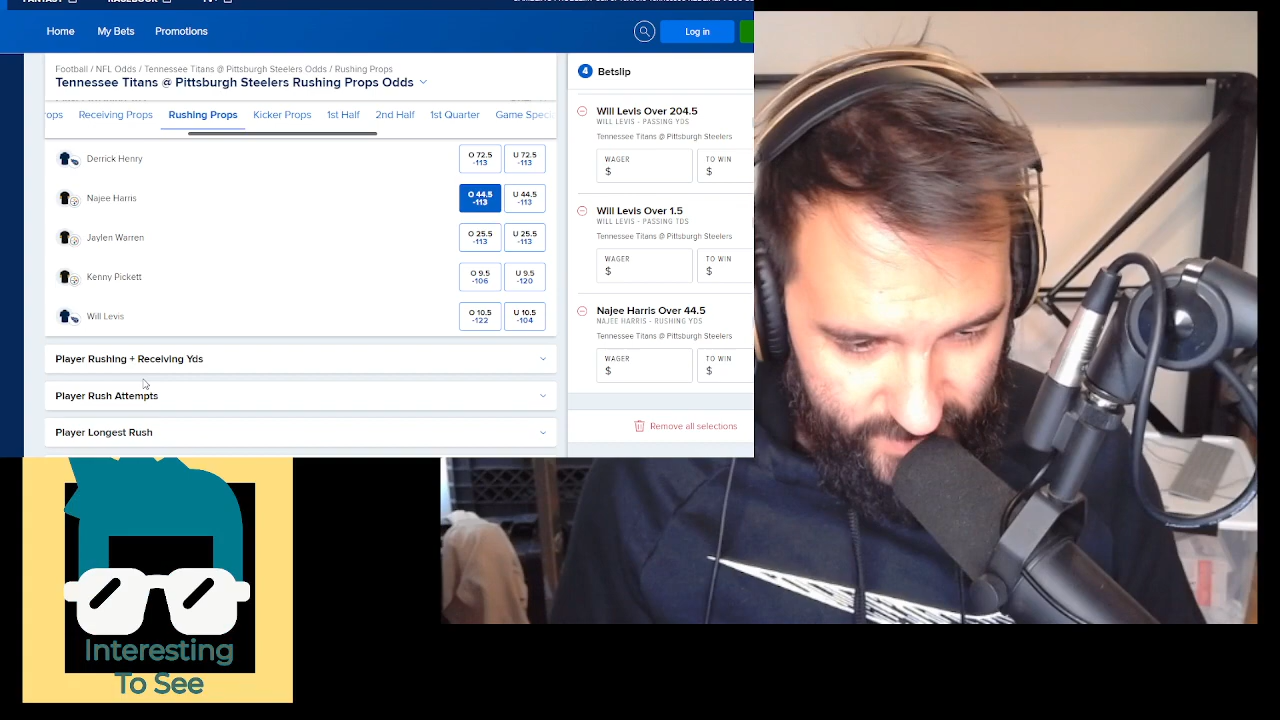 FANTASY
RACEBOOK
TV
Home My Bets Promotions
Log in
Football / NFL Odds / Tennessee Titans @ Pittsburgh Steelers Odds / Rushing Props
Tennessee Titans @ Pittsburgh Steelers Rushing Props Odds
ops Receiving Props Rushing Props Kicker Props 1st Half 2nd Half 1st Quarter Game Speci
Derrick Henry
O 72.5 U 72.5
-113 -113
Najee Harris
O 44.5 U 44.5
-113 -113
Jaylen Warren
O 25.5 U 25.5
-113 -113
Kenny Pickett
O 9.5 U 9.5
-106 -120
Will Levis
O 10.5 U 10.5
-122 -104
Player Rushing + Receiving Yds
Player Rush Attempts
Player Longest Rush
4 Betslip
Will Levis Over 204.5
WILL LEVIS - PASSING YDS
Tennessee Titans @ Pittsburgh Steelers
WAGER TO WIN
$ $
Will Levis Over 1.5
WILL LEVIS - PASSING TDS
Tennessee Titans @ Pittsburgh Steelers
WAGER TO WIN
$ $
Najee Harris Over 44.5
NAJEE HARRIS - RUSHING YDS
Tennessee Titans @ Pittsburgh Steelers
WAGER TO WIN
$ $
Remove all selections
Interesting
To See